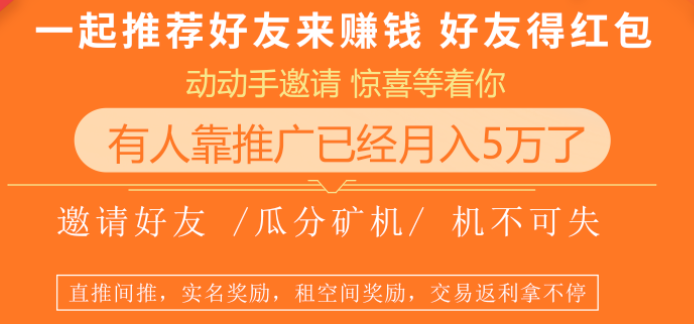 一起推荐好友来赚钱 好友得红包
动动手邀请 惊喜等着你
有人靠推广已经月入5万了
邀请好友 /瓜分矿机/ 机不可失
直推间推，实名奖励，租空间奖励，交易返利拿不停